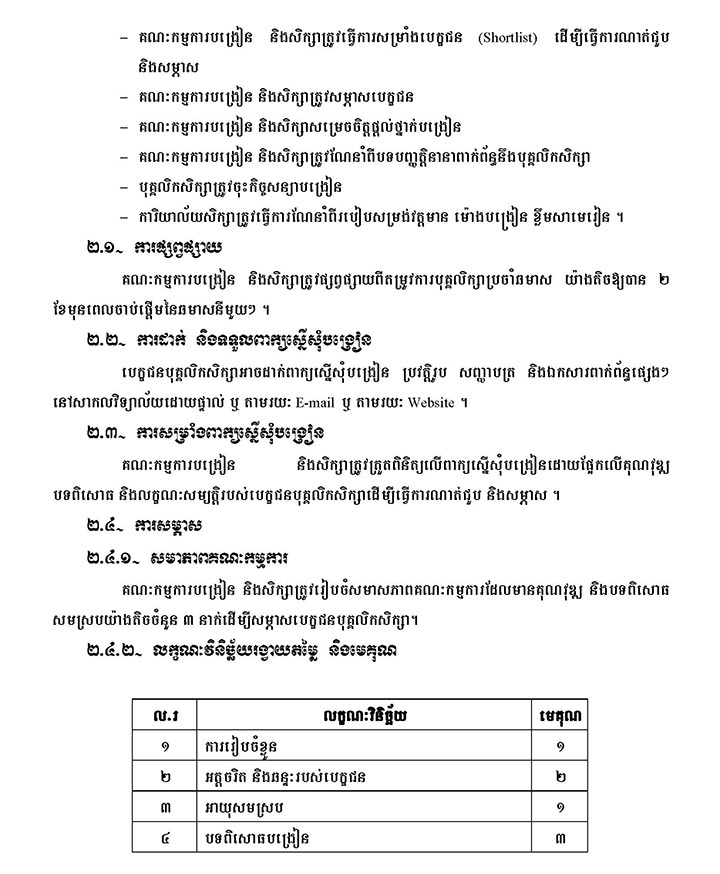 – គណៈកម្មការបង្រៀន និងសិក្សាត្រូវធ្វើការសម្រាំងបេក្ខជន (Shortlist) ដើម្បីធ្វើការណាត់ជួប
និងសម្ភាស
– គណៈកម្មការបង្រៀន និងសិក្សាត្រូវសម្ភាសបេក្ខជន
– គណៈកម្មការបង្រៀន និងសិក្សាសម្រេចចិត្តផ្តល់ថ្នាក់បង្រៀន
– គណៈកម្មការបង្រៀន និងសិក្សាត្រូវណែនាំពីបទបញ្ញត្តិនានាពាក់ព័ន្ធនឹងបុគ្គលិកសិក្សា
– បុគ្គលិកសិក្សាត្រូវចុះកិច្ចសន្យាបង្រៀន
– ការិយាល័យសិក្សាត្រូវធ្វើការណែនាំពីរបៀបសម្រង់វត្តមាន ម៉ោងបង្រៀន ខ្លឹមសាមេរៀន ។
២.១~ ការផ្សព្វផ្សាយ
គណៈកម្មការបង្រៀន និងសិក្សាត្រូវផ្សព្វផ្សាយពីតម្រូវការបុគ្គលិក្សាប្រចាំឆមាស យ៉ាងតិចឱ្យបាន ២
ខែមុនពេលចាប់ផ្តើមនៃឆមាសនីមួយៗ ។
២.២~ ការដាក់ និងទទួលពាក្យស្នើសុំបង្រៀន
បេក្ខជនបុគ្គលិកសិក្សាអាចដាក់ពាក្យស្នើសុំបង្រៀន ប្រវត្តិរូប សញ្ញាបត្រ និងឯកសារពាក់ព័ន្ធផ្សេងៗ
នៅសាកលវិទ្យាល័យដោយផ្ទាល់ ឬ តាមរយៈ E-mail ឬ តាមរយៈ Website ។
២.៣~ ការសម្រាំងពាក្យស្នើសុំបង្រៀន
គណៈកម្មការបង្រៀន និងសិក្សាត្រូវត្រួតពិនិត្យលើពាក្យស្នើសុំបង្រៀនដោយផ្អែកលើគុណវុឌ្ឍ
បទពិសោធ និងលក្ខណៈសម្បត្តិរបស់បេក្ខជនបុគ្គលិកសិក្សាដើម្បីធ្វើការណាត់ជួប និងសម្ភាស ។
២.៤~ ការសម្ភាស
២.៤.១~ សមាភាពគណៈកម្មការ
គណៈកម្មការបង្រៀន និងសិក្សាត្រូវរៀបចំសមាសភាពគណៈកម្មការដែលមានគុណវុឌ្ឍ និងបទពិសោធ
សមស្របយ៉ាងតិចចំនួន ៣ នាក់ដើម្បីសម្ភាសបេក្ខជនបុគ្គលិកសិក្សា។
២.៤.២~ លក្ខណៈវិនិច្ឆ័យរង្វាយតម្លៃ និងមេគុណ
ល.រ លក្ខណៈវិនិច្ឆ័យ មេគុណ
១ ការរៀបចំខ្លួន ១
២ អត្តចរិត និងឆន្ទៈរបស់បេក្ខជន ២
៣ អាយុសមស្រប ១
៤ បទពិសោធបង្រៀន ៣